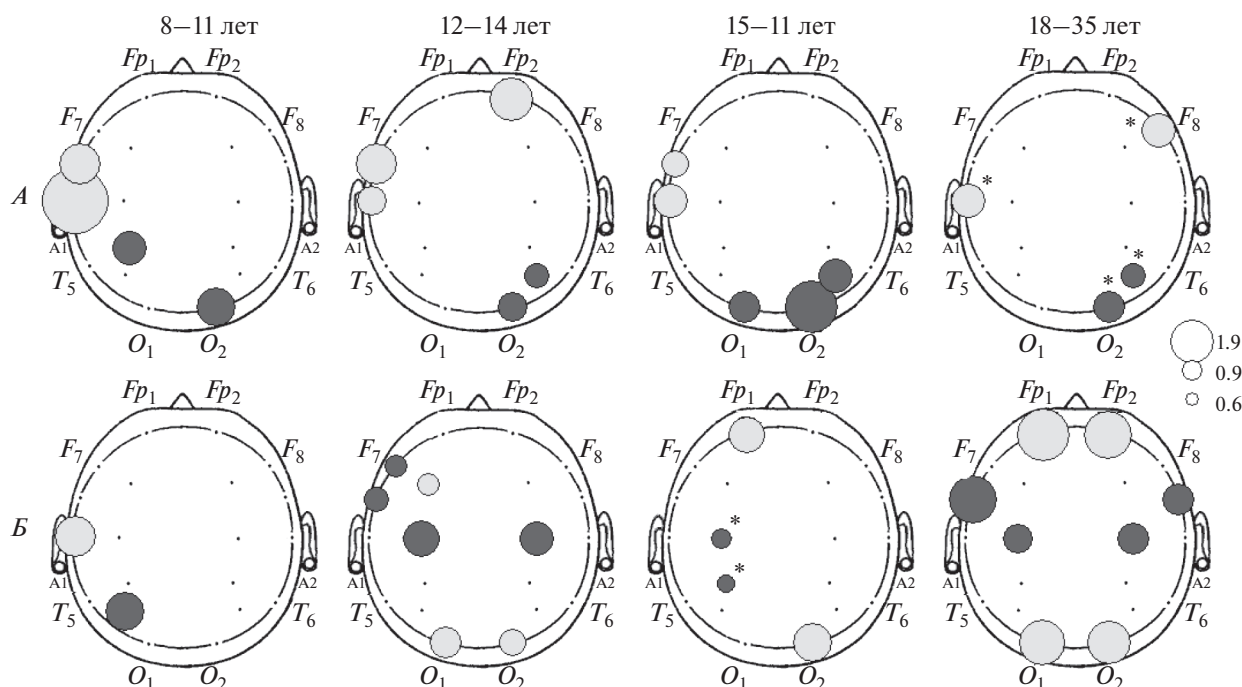 8–11 лет 12–14 лет 15–11 лет 18–35 лет
Fp1 Fp2 Fp1 Fp2 Fp1 Fp2 Fp1 Fp2
F7 F8 F7 F8 F7 F8 F7 * F8
А *
A1 A2 A1 A2 A1 A2 A1 A2
T5 T6 T5 T6 T5 T6 T5 * * T6
O1 O2 O1 O2 O1 O2 O1 O2
1.9
0.9
0.6
Fp1 Fp2 Fp1 Fp2 Fp1 Fp2 Fp1 Fp2
F7 F8 F7 F8 F7 F8 F7 F8
Б *
A1 A2 A1 A2 A1 * A2 A1 A2
T5 T6 T5 T6 T5 T6 T5 T6
O1 O2 O1 O2 O1 O2 O1 O2